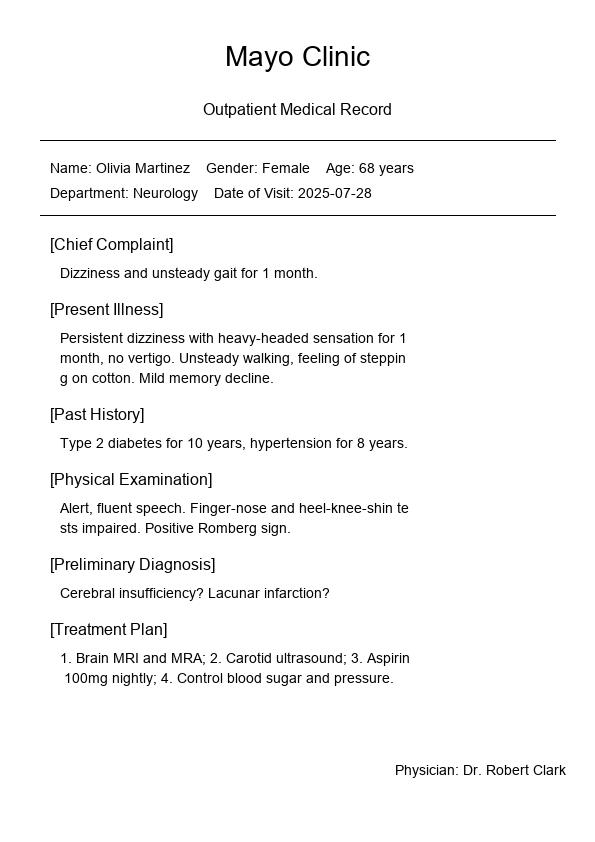 Mayo Clinic
Outpatient Medical Record
Name: Olivia Martinez    Gender: Female    Age: 68 years
Department: Neurology    Date of Visit: 2025-07-28
[Chief Complaint]
Dizziness and unsteady gait for 1 month.
[Present Illness]
Persistent dizziness with heavy-headed sensation for 1
month, no vertigo. Unsteady walking, feeling of steppin
g on cotton. Mild memory decline.
[Past History]
Type 2 diabetes for 10 years, hypertension for 8 years.
[Physical Examination]
Alert, fluent speech. Finger-nose and heel-knee-shin te
sts impaired. Positive Romberg sign.
[Preliminary Diagnosis]
Cerebral insufficiency? Lacunar infarction?
[Treatment Plan]
1. Brain MRI and MRA; 2. Carotid ultrasound; 3. Aspirin
100mg nightly; 4. Control blood sugar and pressure.
Physician: Dr. Robert Clark